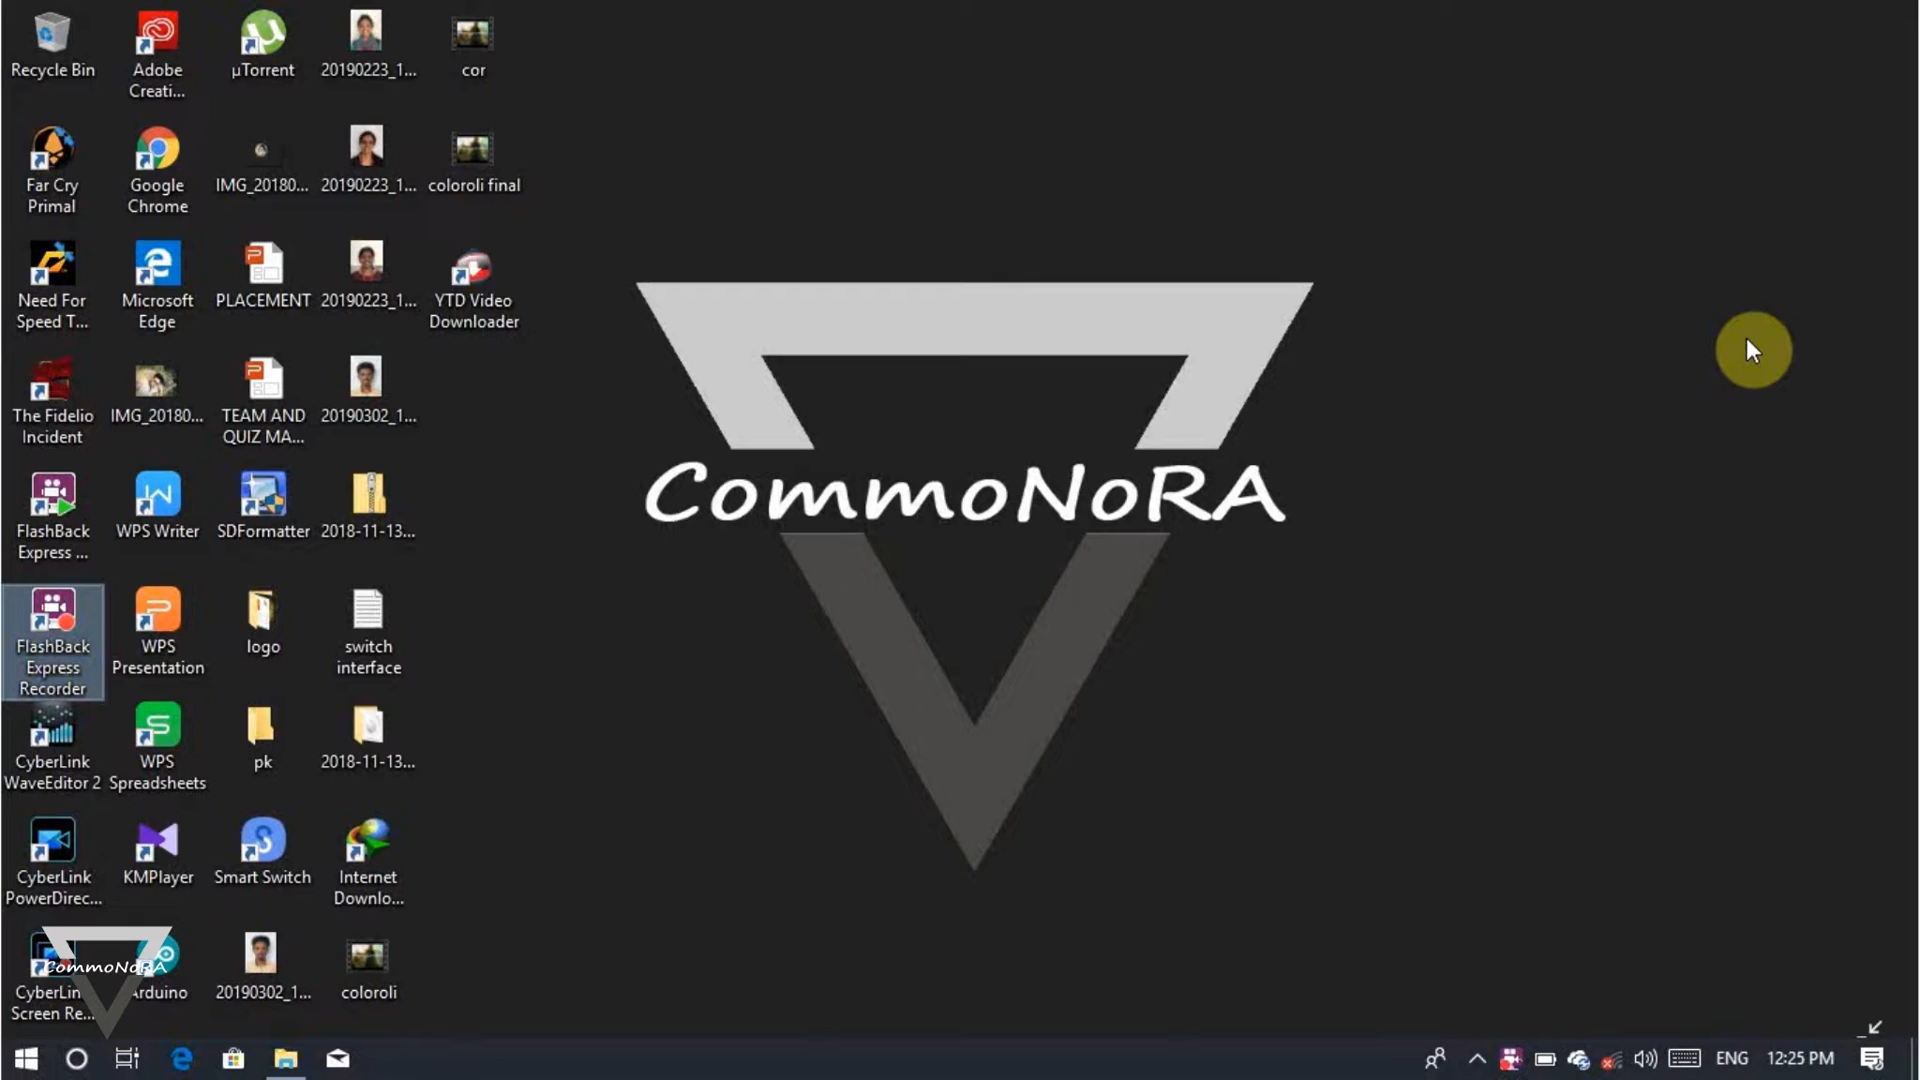 Recycle Bin
Adobe
Creati...
µTorrent
20190223_1...
cor
Far Cry
Primal
Google
Chrome
IMG_20180...
20190223_1...
coloroli final
Need For
Speed T...
Microsoft
Edge
PLACEMENT
20190223_1...
YTD Video
Downloader
The Fidelio
Incident
IMG_20180...
TEAM AND
QUIZ MA...
20190302_1...
FlashBack
Express ...
WPS Writer
SDFormatter
2018-11-13...
FlashBack
Express
Recorder
WPS
Presentation
logo
switch
interface
CyberLink
WaveEditor 2
WPS
Spreadsheets
pk
2018-11-13...
CyberLink
PowerDirec...
KMPlayer
Smart Switch
Internet
Downlo...
CyberLin
Screen Re...
Arduino
20190302_1...
coloroli
CommoNoRA
CommoNoRA
ENG
12:25 PM